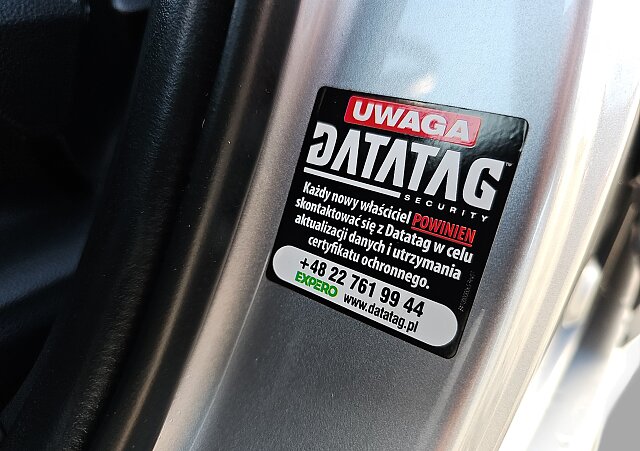 UWAGA
DATATAG™
SECURITY
Każdy nowy właściciel POWINIEN
skontaktować się z Datatag w celu
aktualizacji danych i utrzymania
certyfikatu ochronnego.
+48 22 761 99 44
EXPERO www.datatag.pl